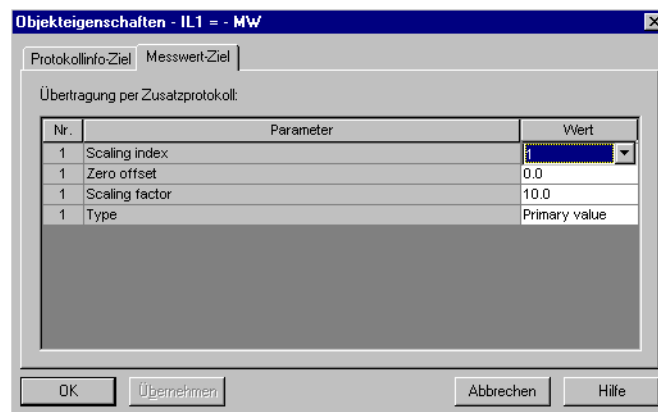 Objekteigenschaften - IL1 = - MW
Protokollinfo-Ziel Messwert-Ziel
Übertragung per Zusatzprotokoll:
Nr. Parameter Wert
1 Scaling index 1
1 Zero offset 0.0
1 Scaling factor 10.0
1 Type Primary value
OK Übernehmen Abbrechen Hilfe